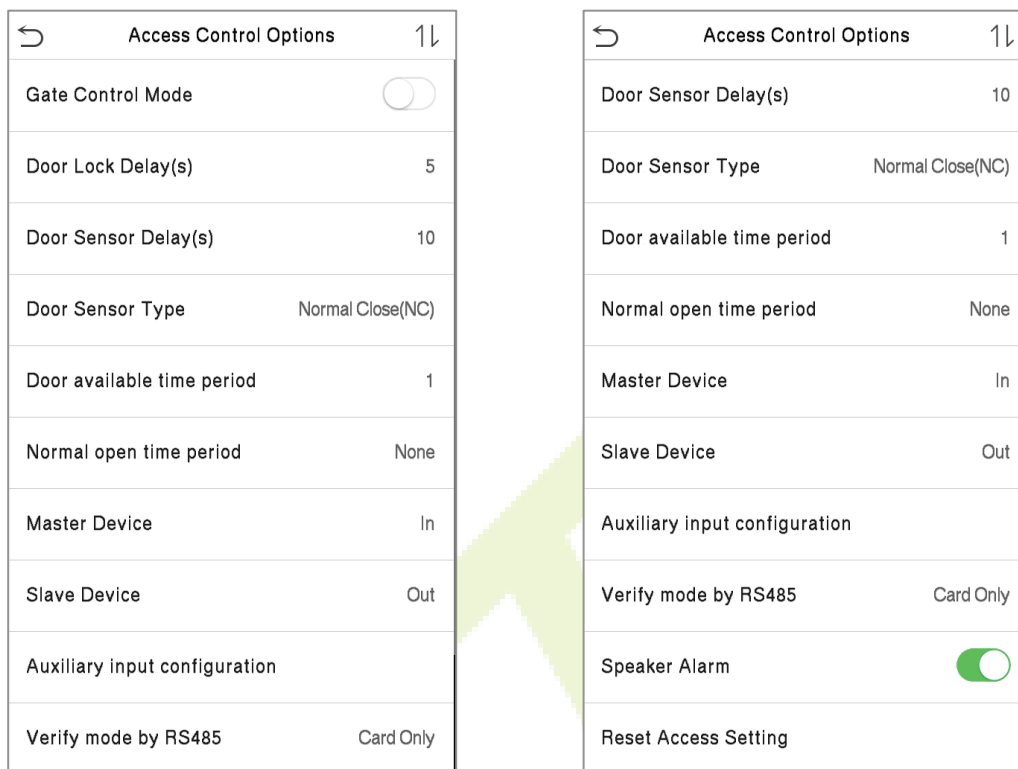 Access Control Options
Gate Control Mode
Door Lock Delay(s) 5
Door Sensor Delay(s) 10
Door Sensor Type Normal Close(NC)
Door available time period 1
Normal open time period None
Master Device In
Slave Device Out
Auxiliary input configuration
Verify mode by RS485 Card Only
Access Control Options
Door Sensor Delay(s) 10
Door Sensor Type Normal Close(NC)
Door available time period 1
Normal open time period None
Master Device In
Slave Device Out
Auxiliary input configuration
Verify mode by RS485 Card Only
Speaker Alarm
Reset Access Setting